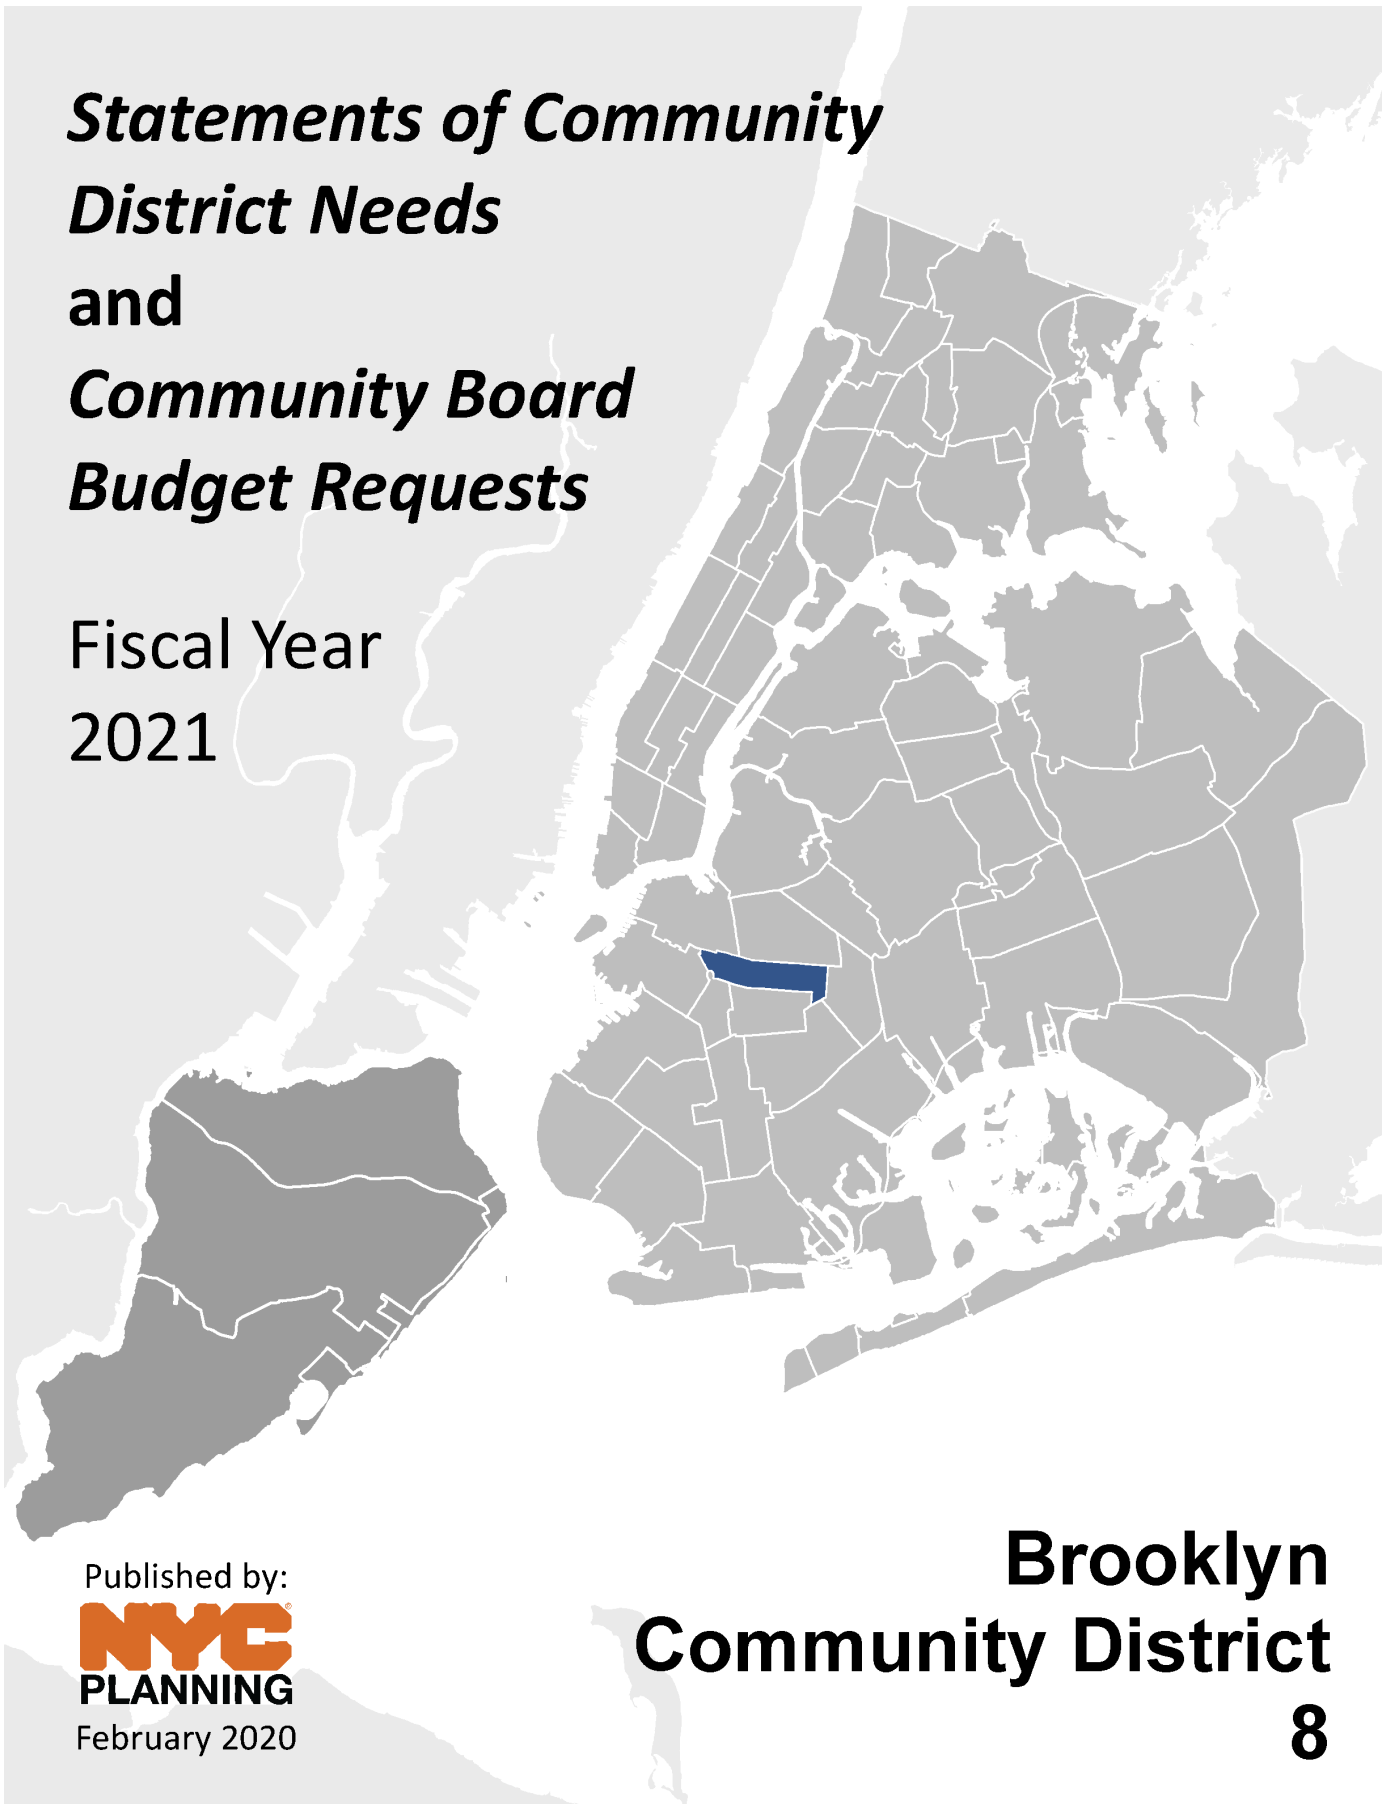 Statements of Community
District Needs
and
Community Board
Budget Requests
Fiscal Year
2021
Published by:
NYC®
PLANNING
February 2020
Brooklyn
Community District
8